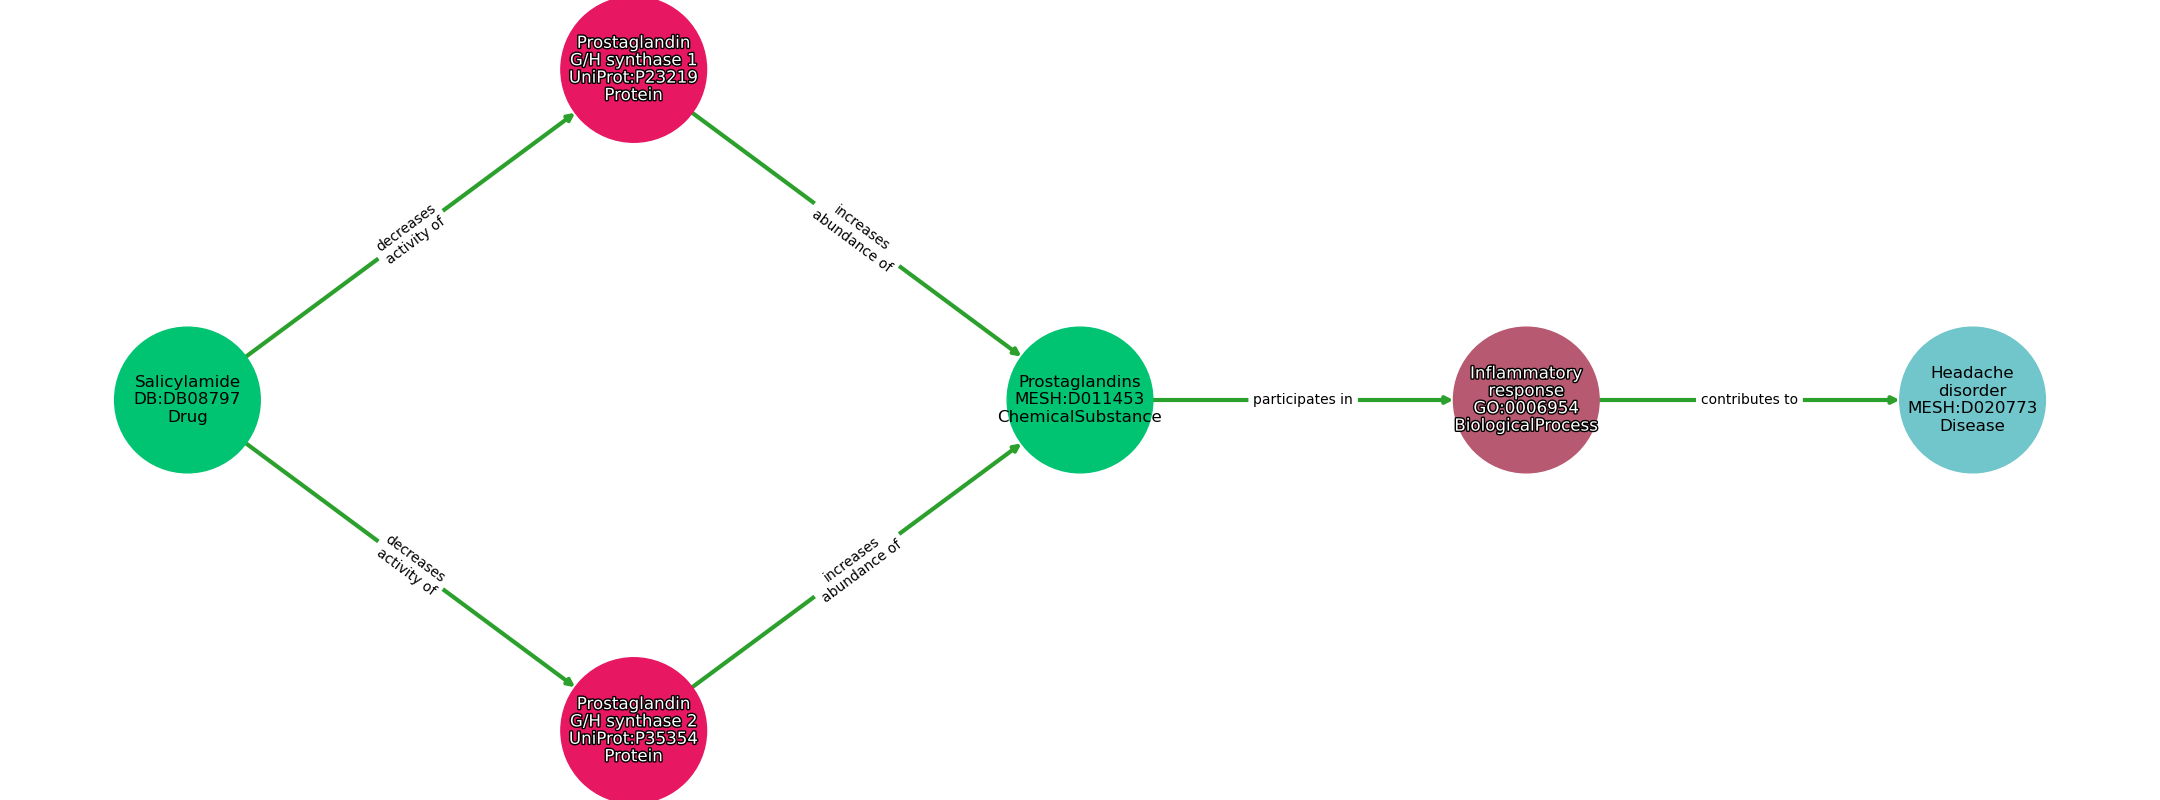 Prostaglandin
G/H synthase 1
UniProt:P23219
Protein
decreases
activity of
increases
abundance of
Salicylamide
DB:DB08797
Drug
Prostaglandins
MESH:D011453
ChemicalSubstance
participates in
Inflammatory
response
GO:0006954
BiologicalProcess
contributes to
Headache
disorder
MESH:D020773
Disease
decreases
activity of
increases
abundance of
Prostaglandin
G/H synthase 2
UniProt:P35354
Protein